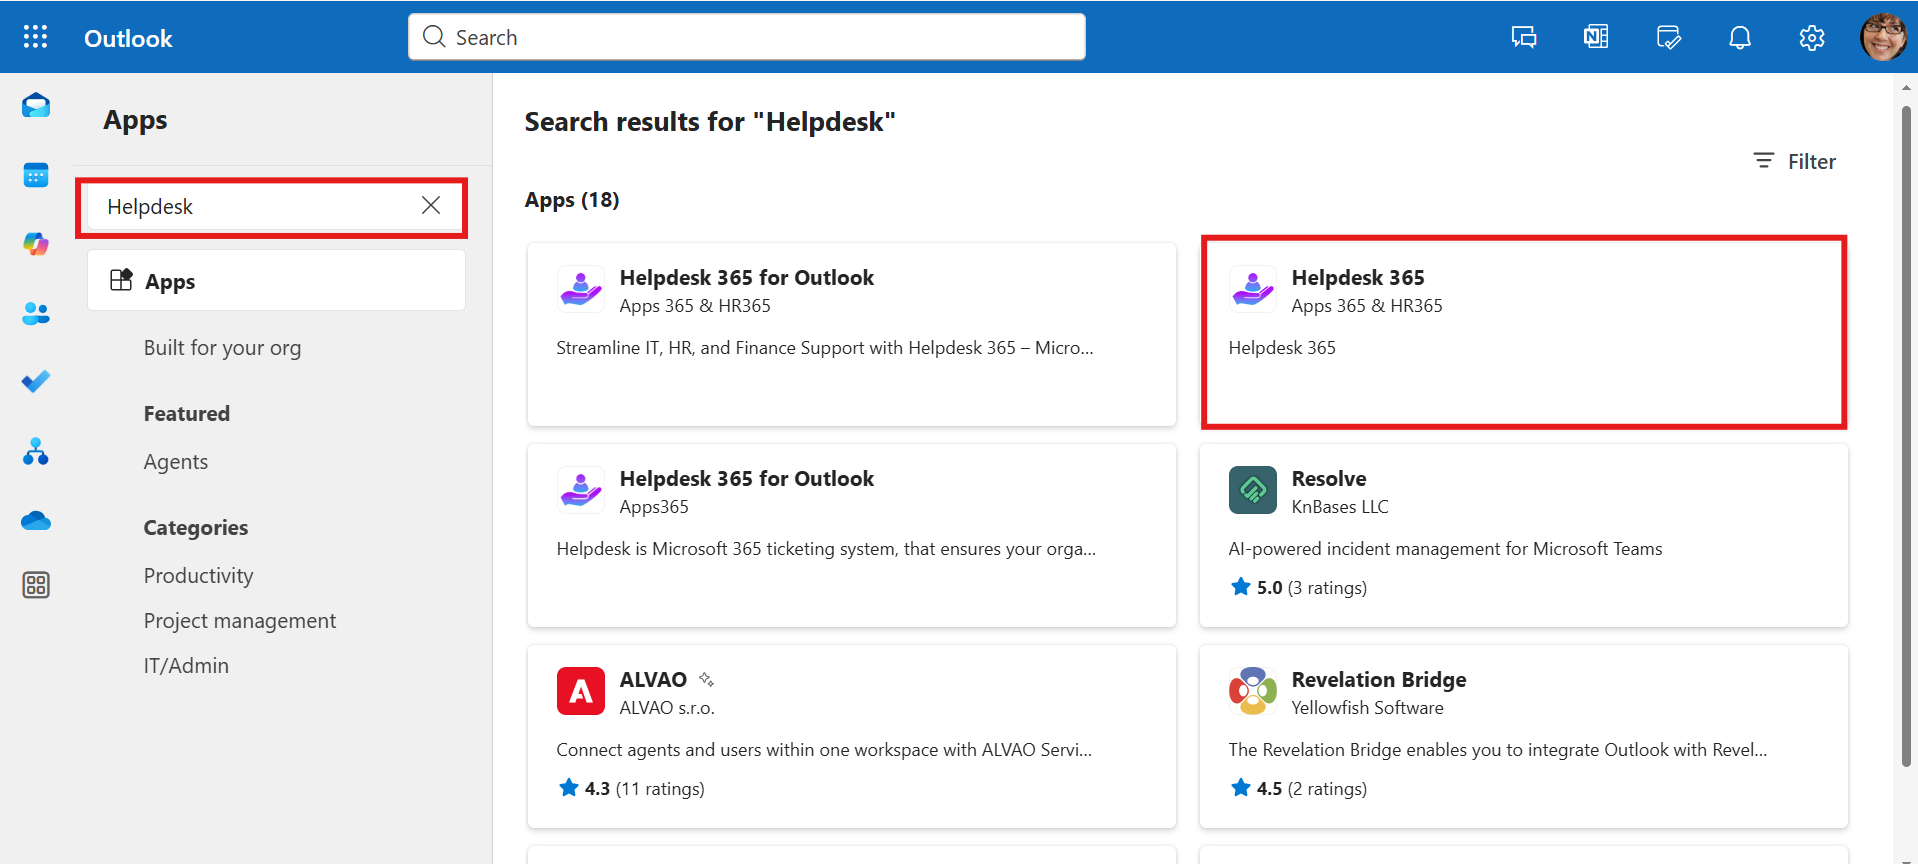 Outlook
Search
Apps
Helpdesk
Apps
Built for your org
Featured
Agents
Categories
Productivity
Project management
IT/Admin
Search results for "Helpdesk"
Filter
Apps (18)
Helpdesk 365 for Outlook
Apps 365 & HR365
Streamline IT, HR, and Finance Support with Helpdesk 365 – Micro...
Helpdesk 365
Apps 365 & HR365
Helpdesk 365
Helpdesk 365 for Outlook
Apps365
Helpdesk is Microsoft 365 ticketing system, that ensures your orga...
Resolve
KnBases LLC
AI-powered incident management for Microsoft Teams
5.0 (3 ratings)
ALVAO
ALVAO s.r.o.
Connect agents and users within one workspace with ALVAO Servi...
4.3 (11 ratings)
Revelation Bridge
Yellowfish Software
The Revelation Bridge enables you to integrate Outlook with Revel...
4.5 (2 ratings)